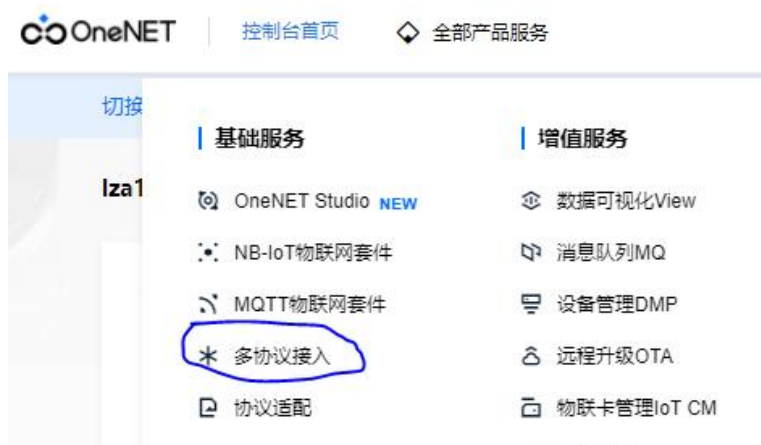 OneNET 控制台首页 全部产品服务
切换
lza1
基础服务
OneNET Studio NEW
NB-IoT物联网套件
MQTT物联网套件
多协议接入
协议适配
增值服务
数据可视化View
消息队列MQ
设备管理DMP
远程升级OTA
物联卡管理IoT CM